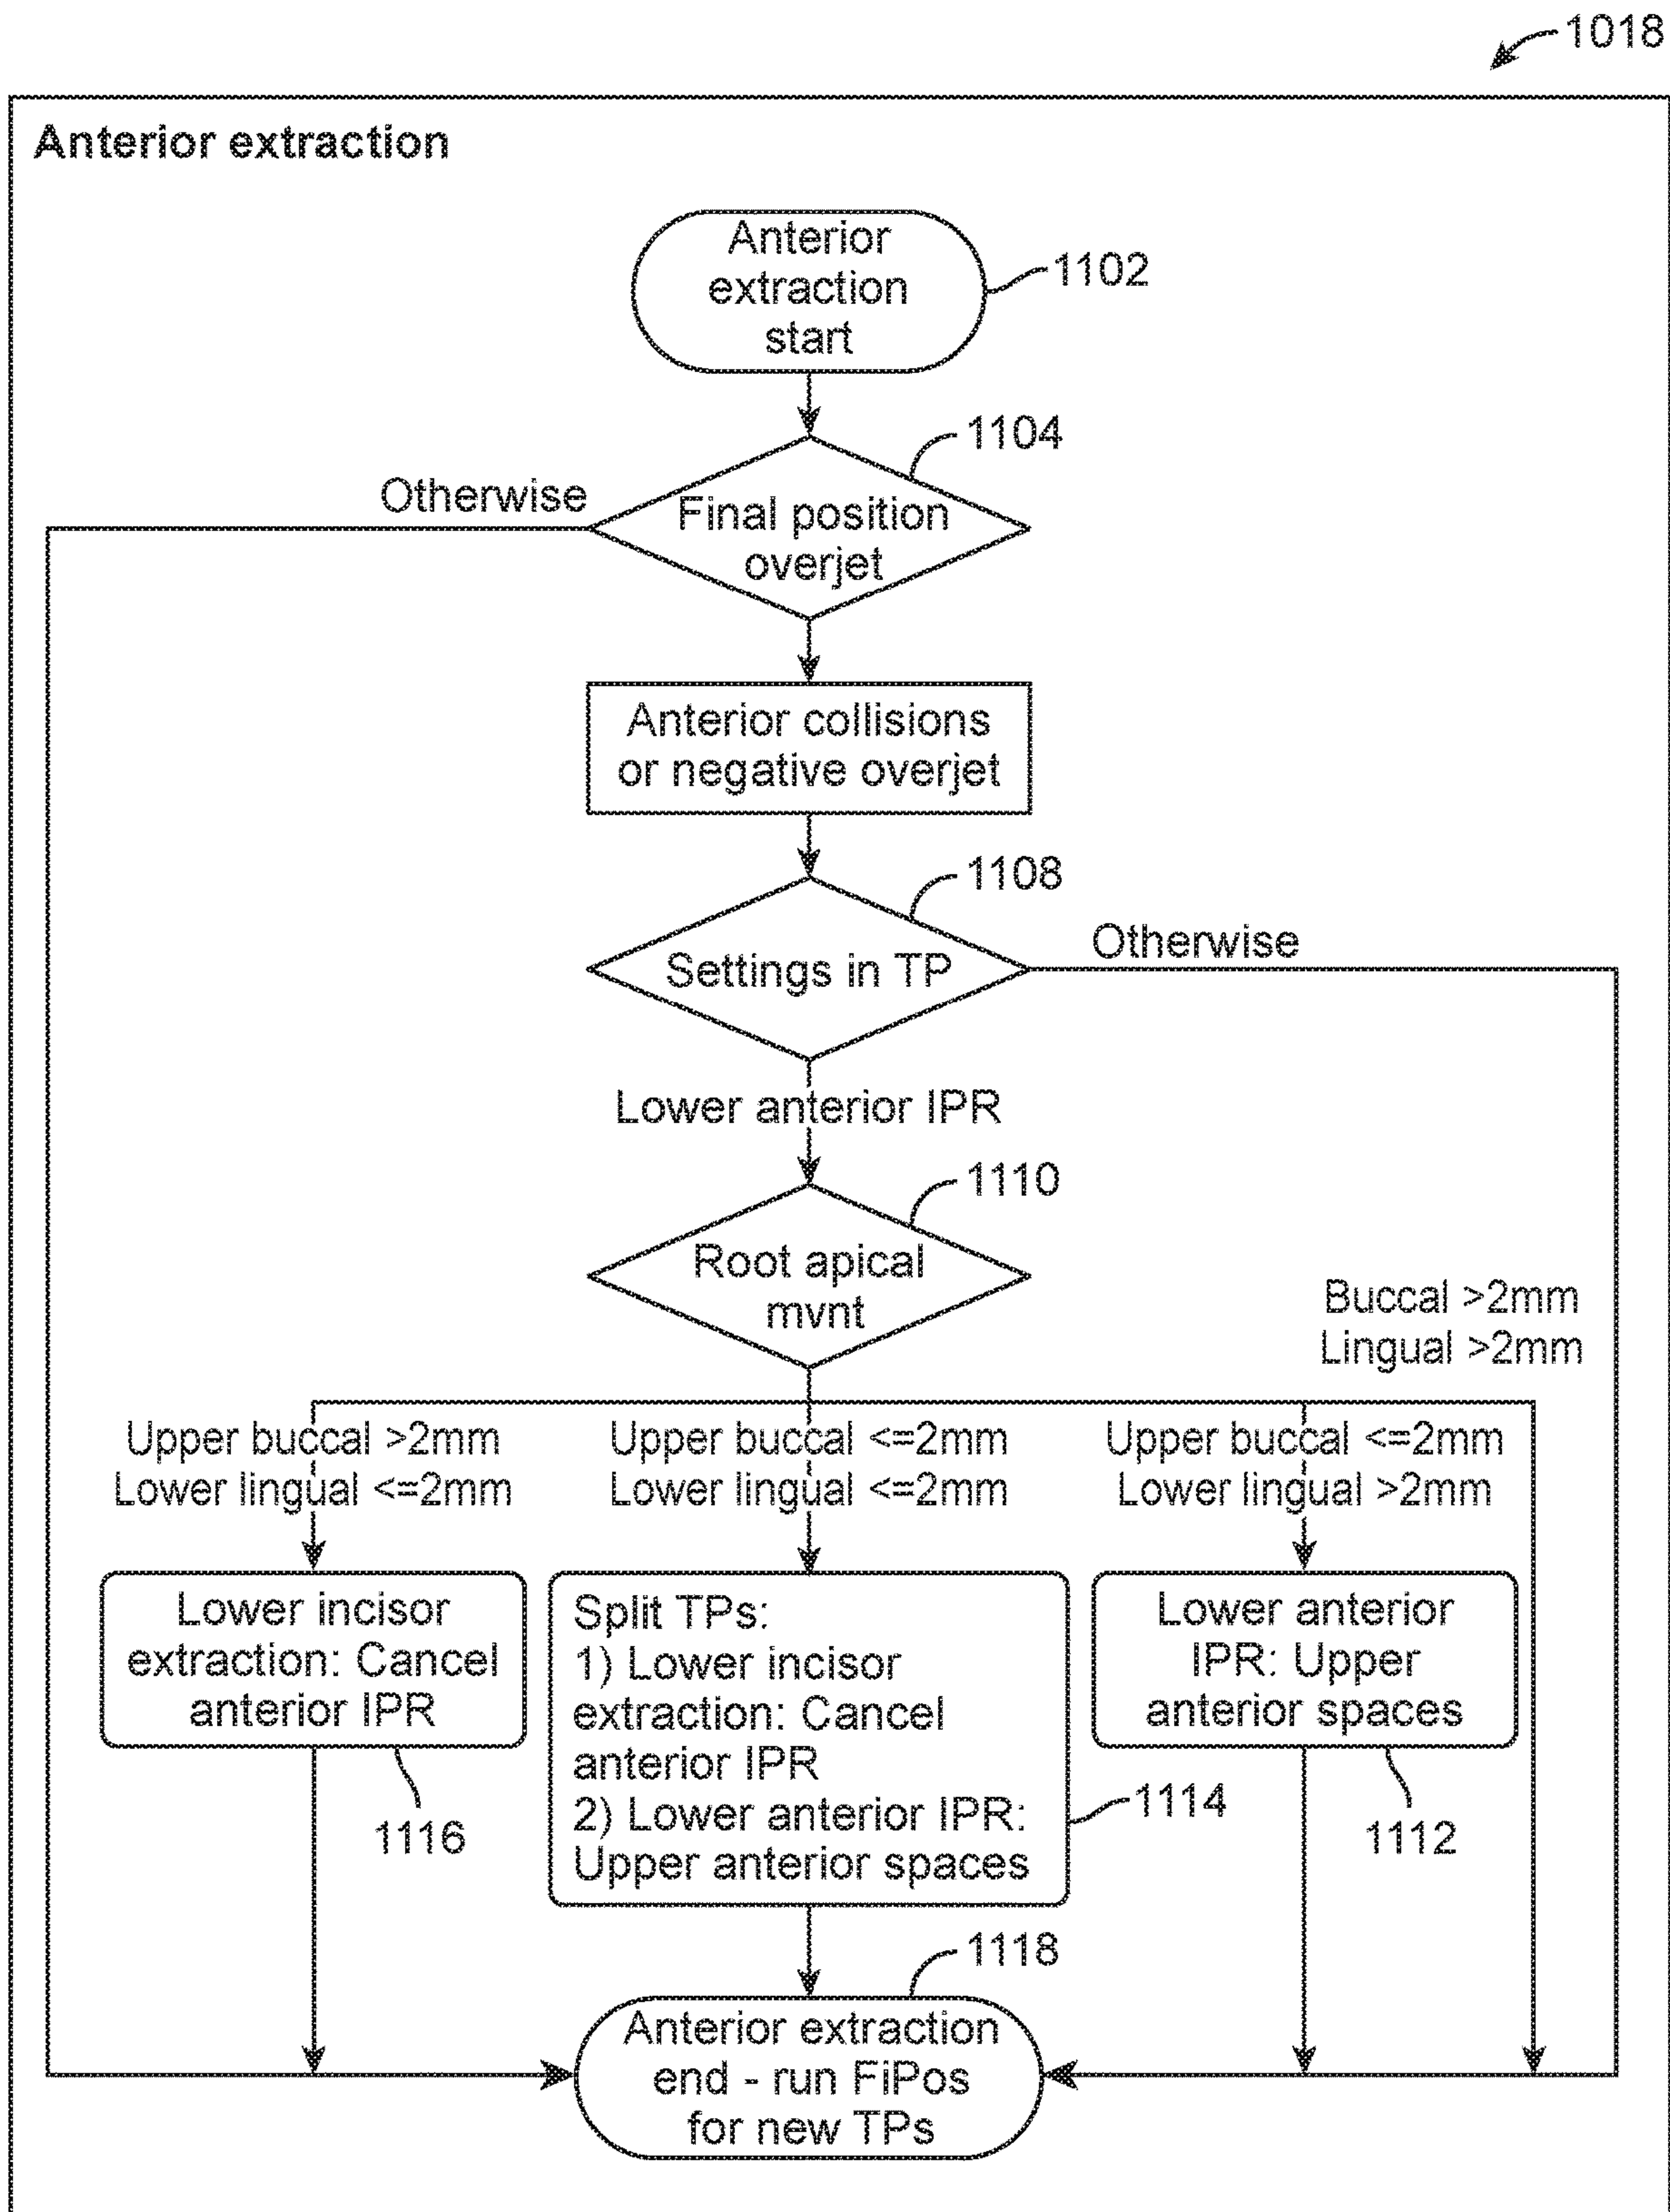 1018
Anterior extraction
Anterior
extraction
start
1102
1104
Otherwise
Final position
overjet
Anterior collisions
or negative overjet
1108
Otherwise
Settings in TP
Lower anterior IPR
1110
Root apical
mvnt
Buccal >2mm
Lingual >2mm
Upper buccal >2mm
Lower lingual <=2mm
Upper buccal <=2mm
Lower lingual <=2mm
Upper buccal <=2mm
Lower lingual >2mm
Lower incisor
extraction: Cancel
anterior IPR
1116
Split TPs:
1) Lower incisor
extraction: Cancel
anterior IPR
2) Lower anterior IPR:
Upper anterior spaces
1114
Lower anterior
IPR: Upper
anterior spaces
1112
1118
Anterior extraction
end - run FiPos
for new TPs